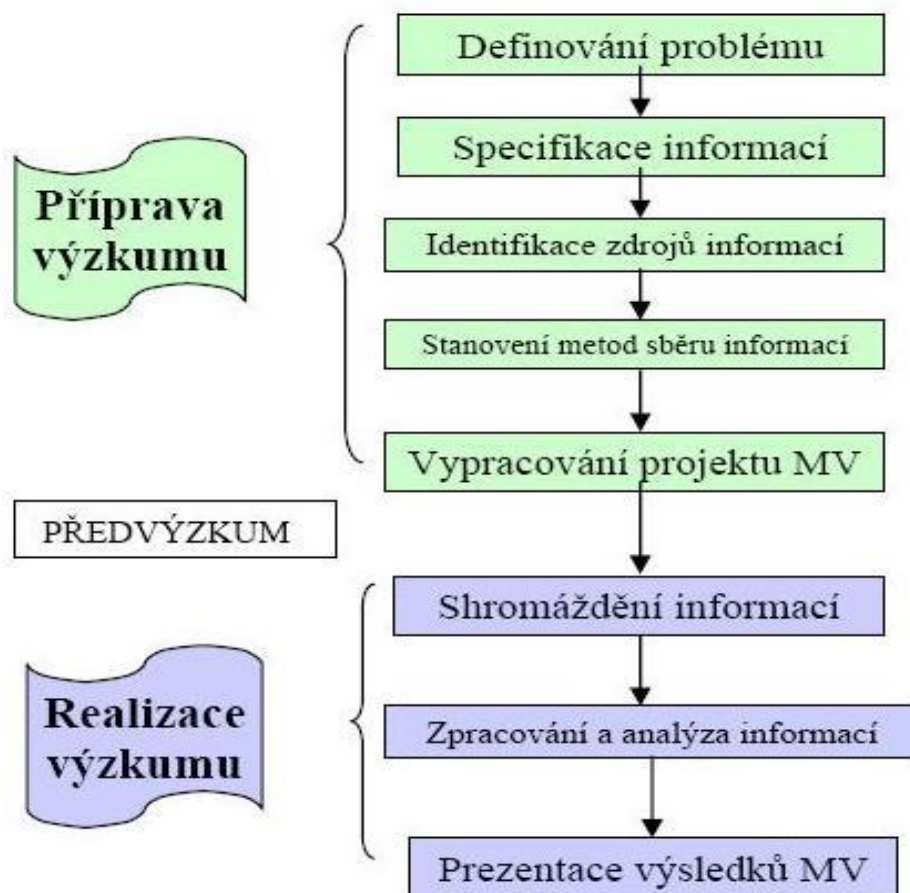 Definování problému
Specifikace informací
Příprava
výzkumu
Identifikace zdrojů informací
Stanovení metod sběru informací
Vypracování projektu MV
PŘEDVÝZKUM
Shromáždění informací
Realizace
výzkumu
Zpracování a analýza informací
Prezentace výsledků MV